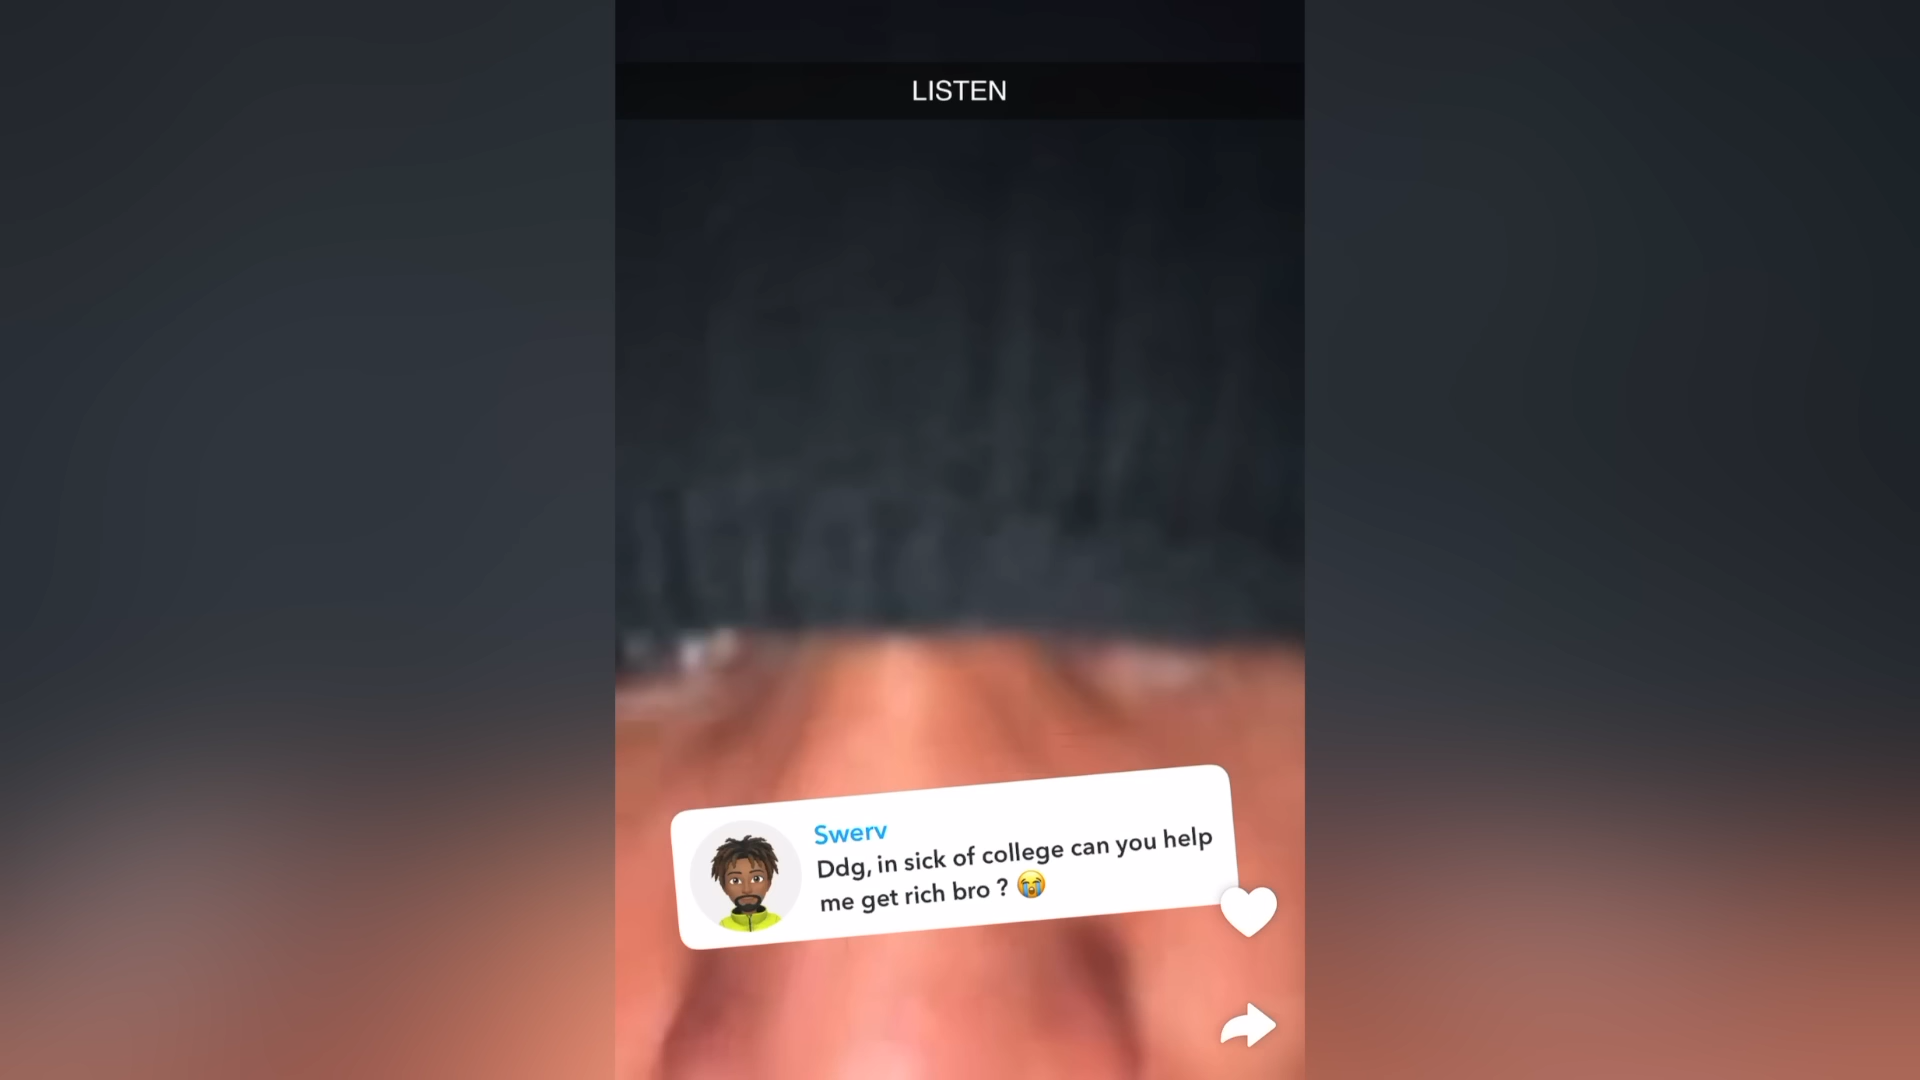 LISTEN
Swerv
Ddg, in sick of college can you help
me get rich bro ? 😭